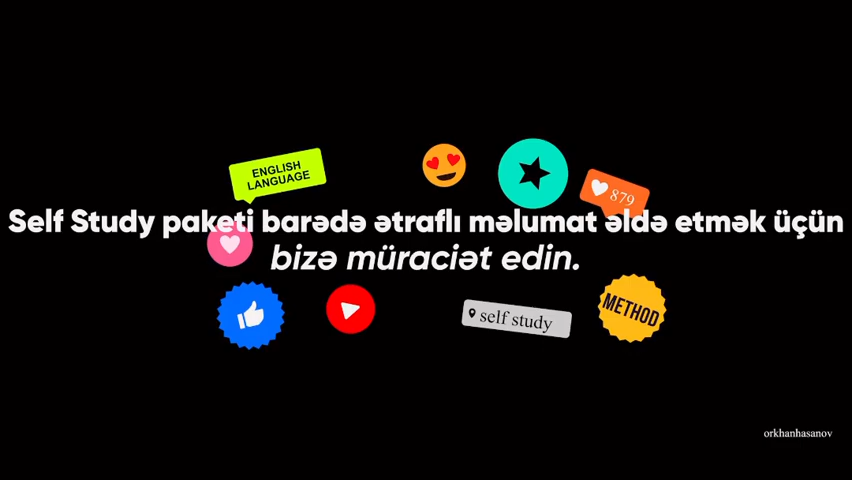 ENGLISH
LANGUAGE
879
Self Study paketi barədə ətraflı məlumat əldə etmək üçün
bizə müraciət edin.
self study
METHOD
orkhanhasanov